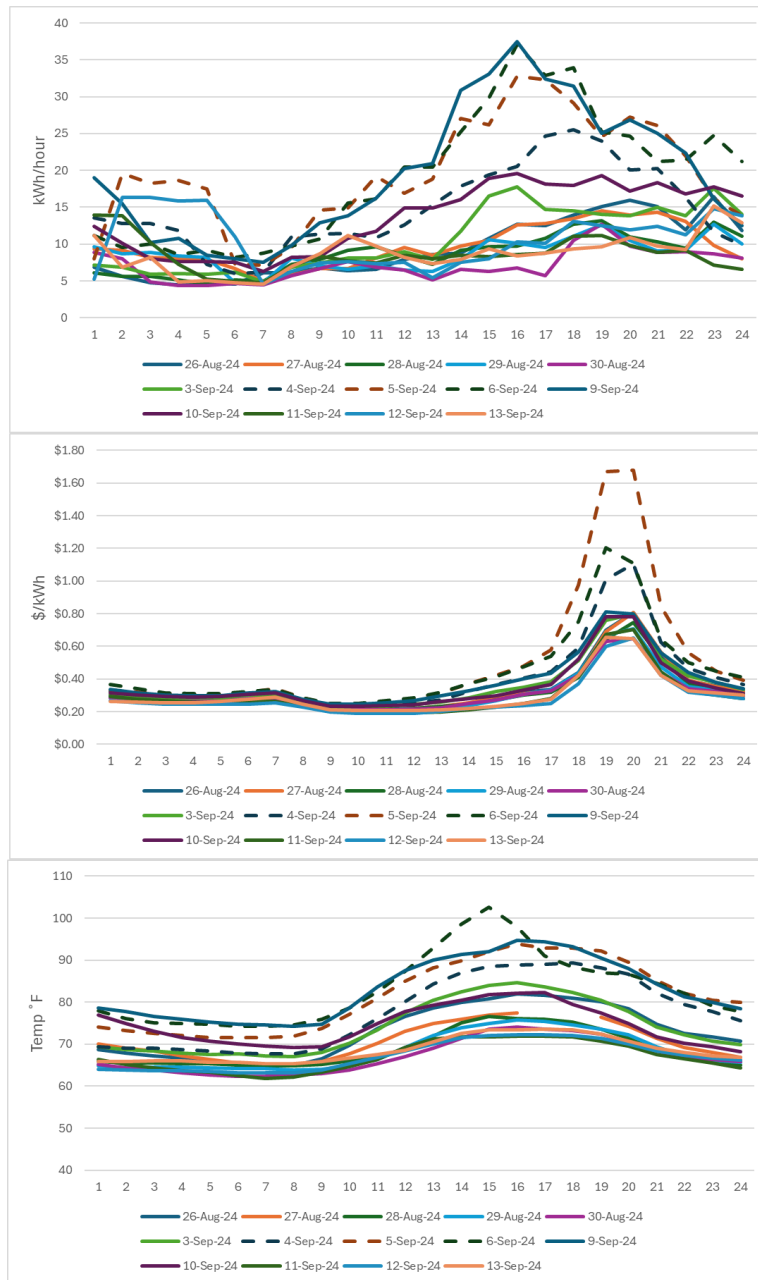 40
35
30
25
20
15
10
5
0
kWh/hour
1 2 3 4 5 6 7 8 9 10 11 12 13 14 15 16 17 18 19 20 21 22 23 24
26-Aug-24 27-Aug-24 28-Aug-24 29-Aug-24 30-Aug-24
3-Sep-24 4-Sep-24 5-Sep-24 6-Sep-24 9-Sep-24
10-Sep-24 11-Sep-24 12-Sep-24 13-Sep-24
$1.80
$1.60
$1.40
$1.20
$1.00
$0.80
$0.60
$0.40
$0.20
$0.00
$/kWh
1 2 3 4 5 6 7 8 9 10 11 12 13 14 15 16 17 18 19 20 21 22 23 24
26-Aug-24 27-Aug-24 28-Aug-24 29-Aug-24 30-Aug-24
3-Sep-24 4-Sep-24 5-Sep-24 6-Sep-24 9-Sep-24
10-Sep-24 11-Sep-24 12-Sep-24 13-Sep-24
110
100
90
80
70
60
50
40
Temp ˚F
1 2 3 4 5 6 7 8 9 10 11 12 13 14 15 16 17 18 19 20 21 22 23 24
26-Aug-24 27-Aug-24 28-Aug-24 29-Aug-24 30-Aug-24
3-Sep-24 4-Sep-24 5-Sep-24 6-Sep-24 9-Sep-24
10-Sep-24 11-Sep-24 12-Sep-24 13-Sep-24